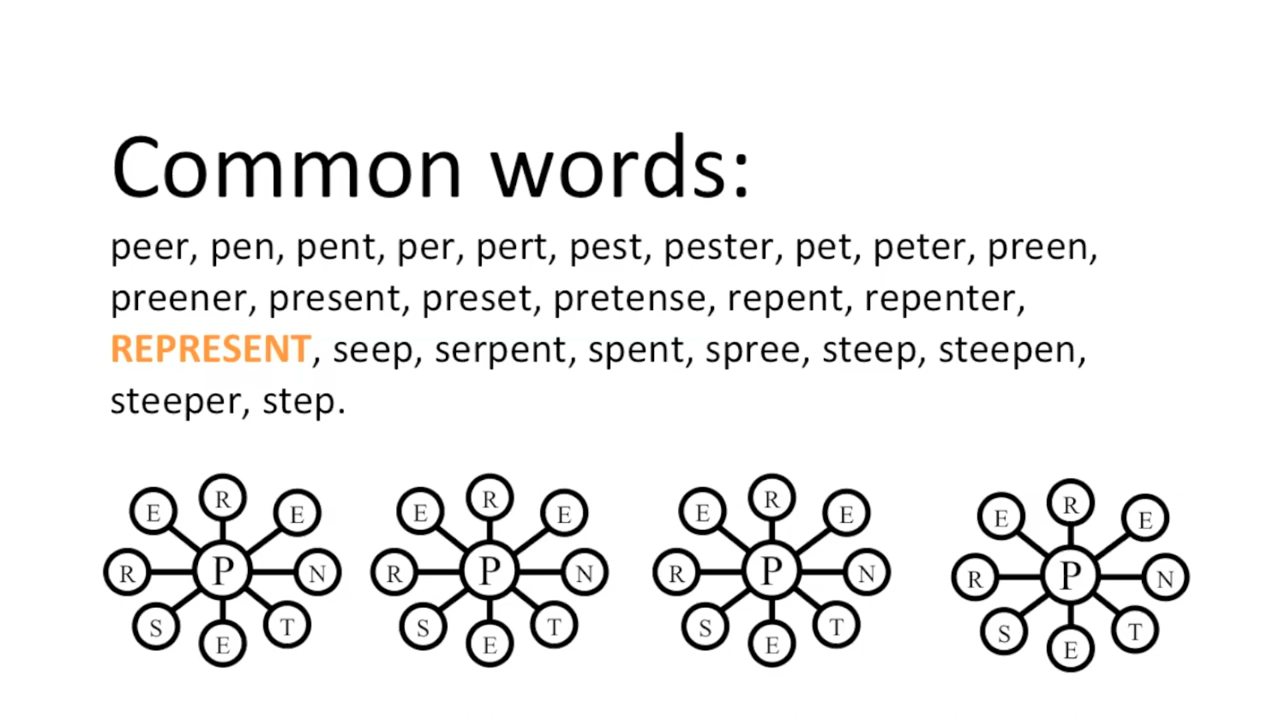 Common words:
peer, pen, pent, per, pert, pest, pester, pet, peter, preen,
preener, present, preset, pretense, repent, repenter,
REPRESENT, seep, serpent, spent, spree, steep, steepen,
steeper, step.
E R E R P N S E T
E R E R P N S E T
E R E R P N S E T
E R E R P N S E T